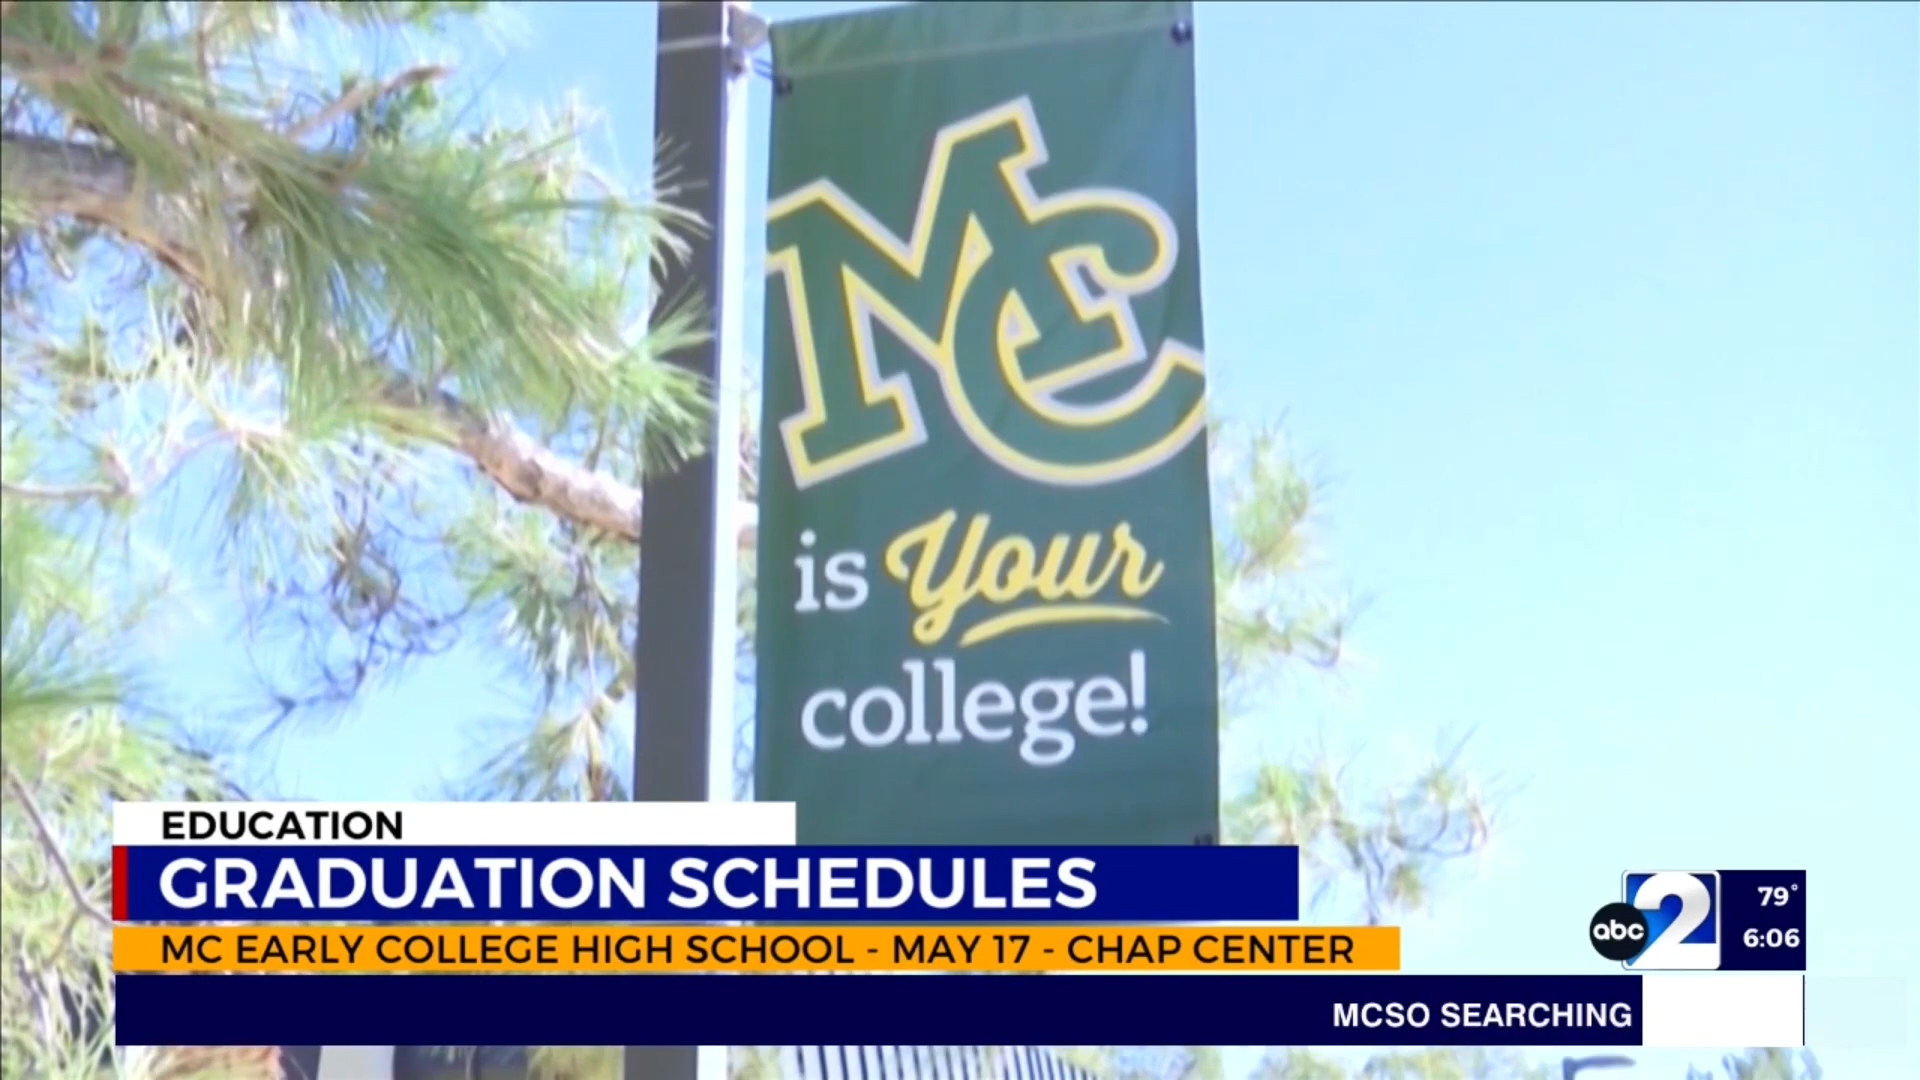 MC
is Your
college!
EDUCATION
GRADUATION SCHEDULES
MC EARLY COLLEGE HIGH SCHOOL - MAY 17 - CHAP CENTER
abc 2
79°
6:06
MCSO SEARCHING